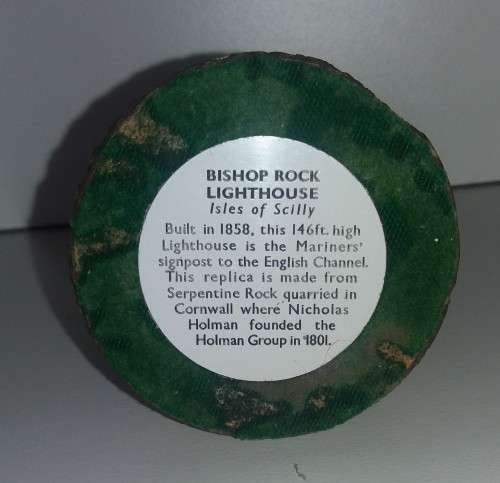 BISHOP ROCK
LIGHTHOUSE
Isles of Scilly
Built in 1858, this 146ft. high
Lighthouse is the Mariners'
signpost to the English Channel.
This replica is made from
Serpentine Rock quarried in
Cornwall where Nicholas
Holman founded the
Holman Group in 1801.